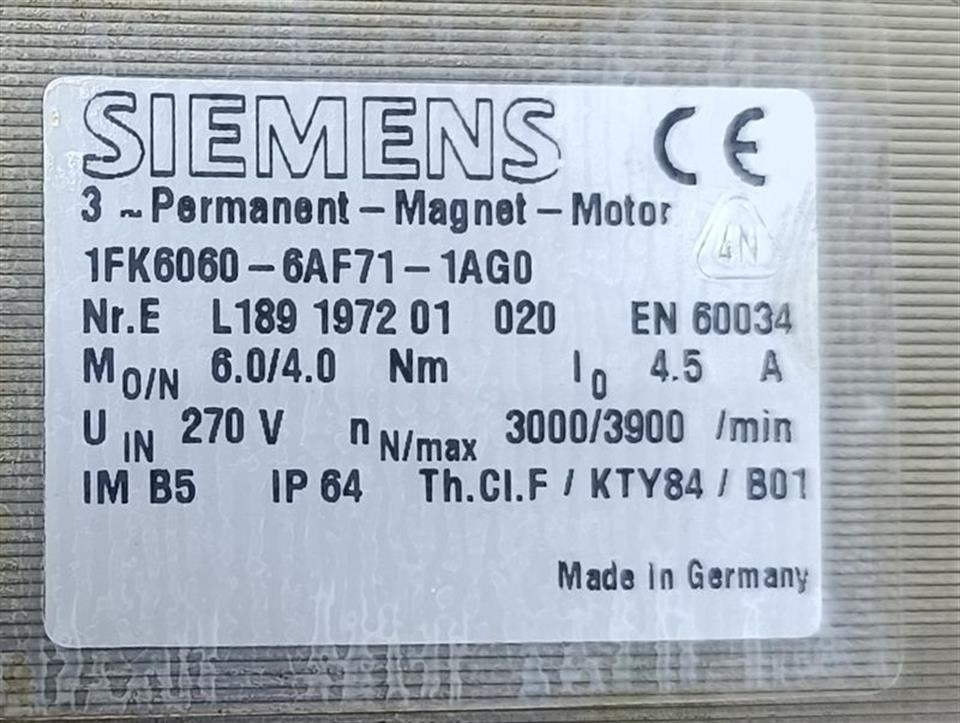 SIEMENS CE
3 ~ Permanent - Magnet - Motor
4N
1FK6060 - 6AF71 - 1AG0
Nr.E L189 1972 01 020 EN 60034
M O/N 6.0/4.0 Nm I 0 4.5 A
U IN 270 V n N/max 3000/3900 /min
IM B5 IP 64 Th.Cl.F / KTY84 / B01
Made in Germany